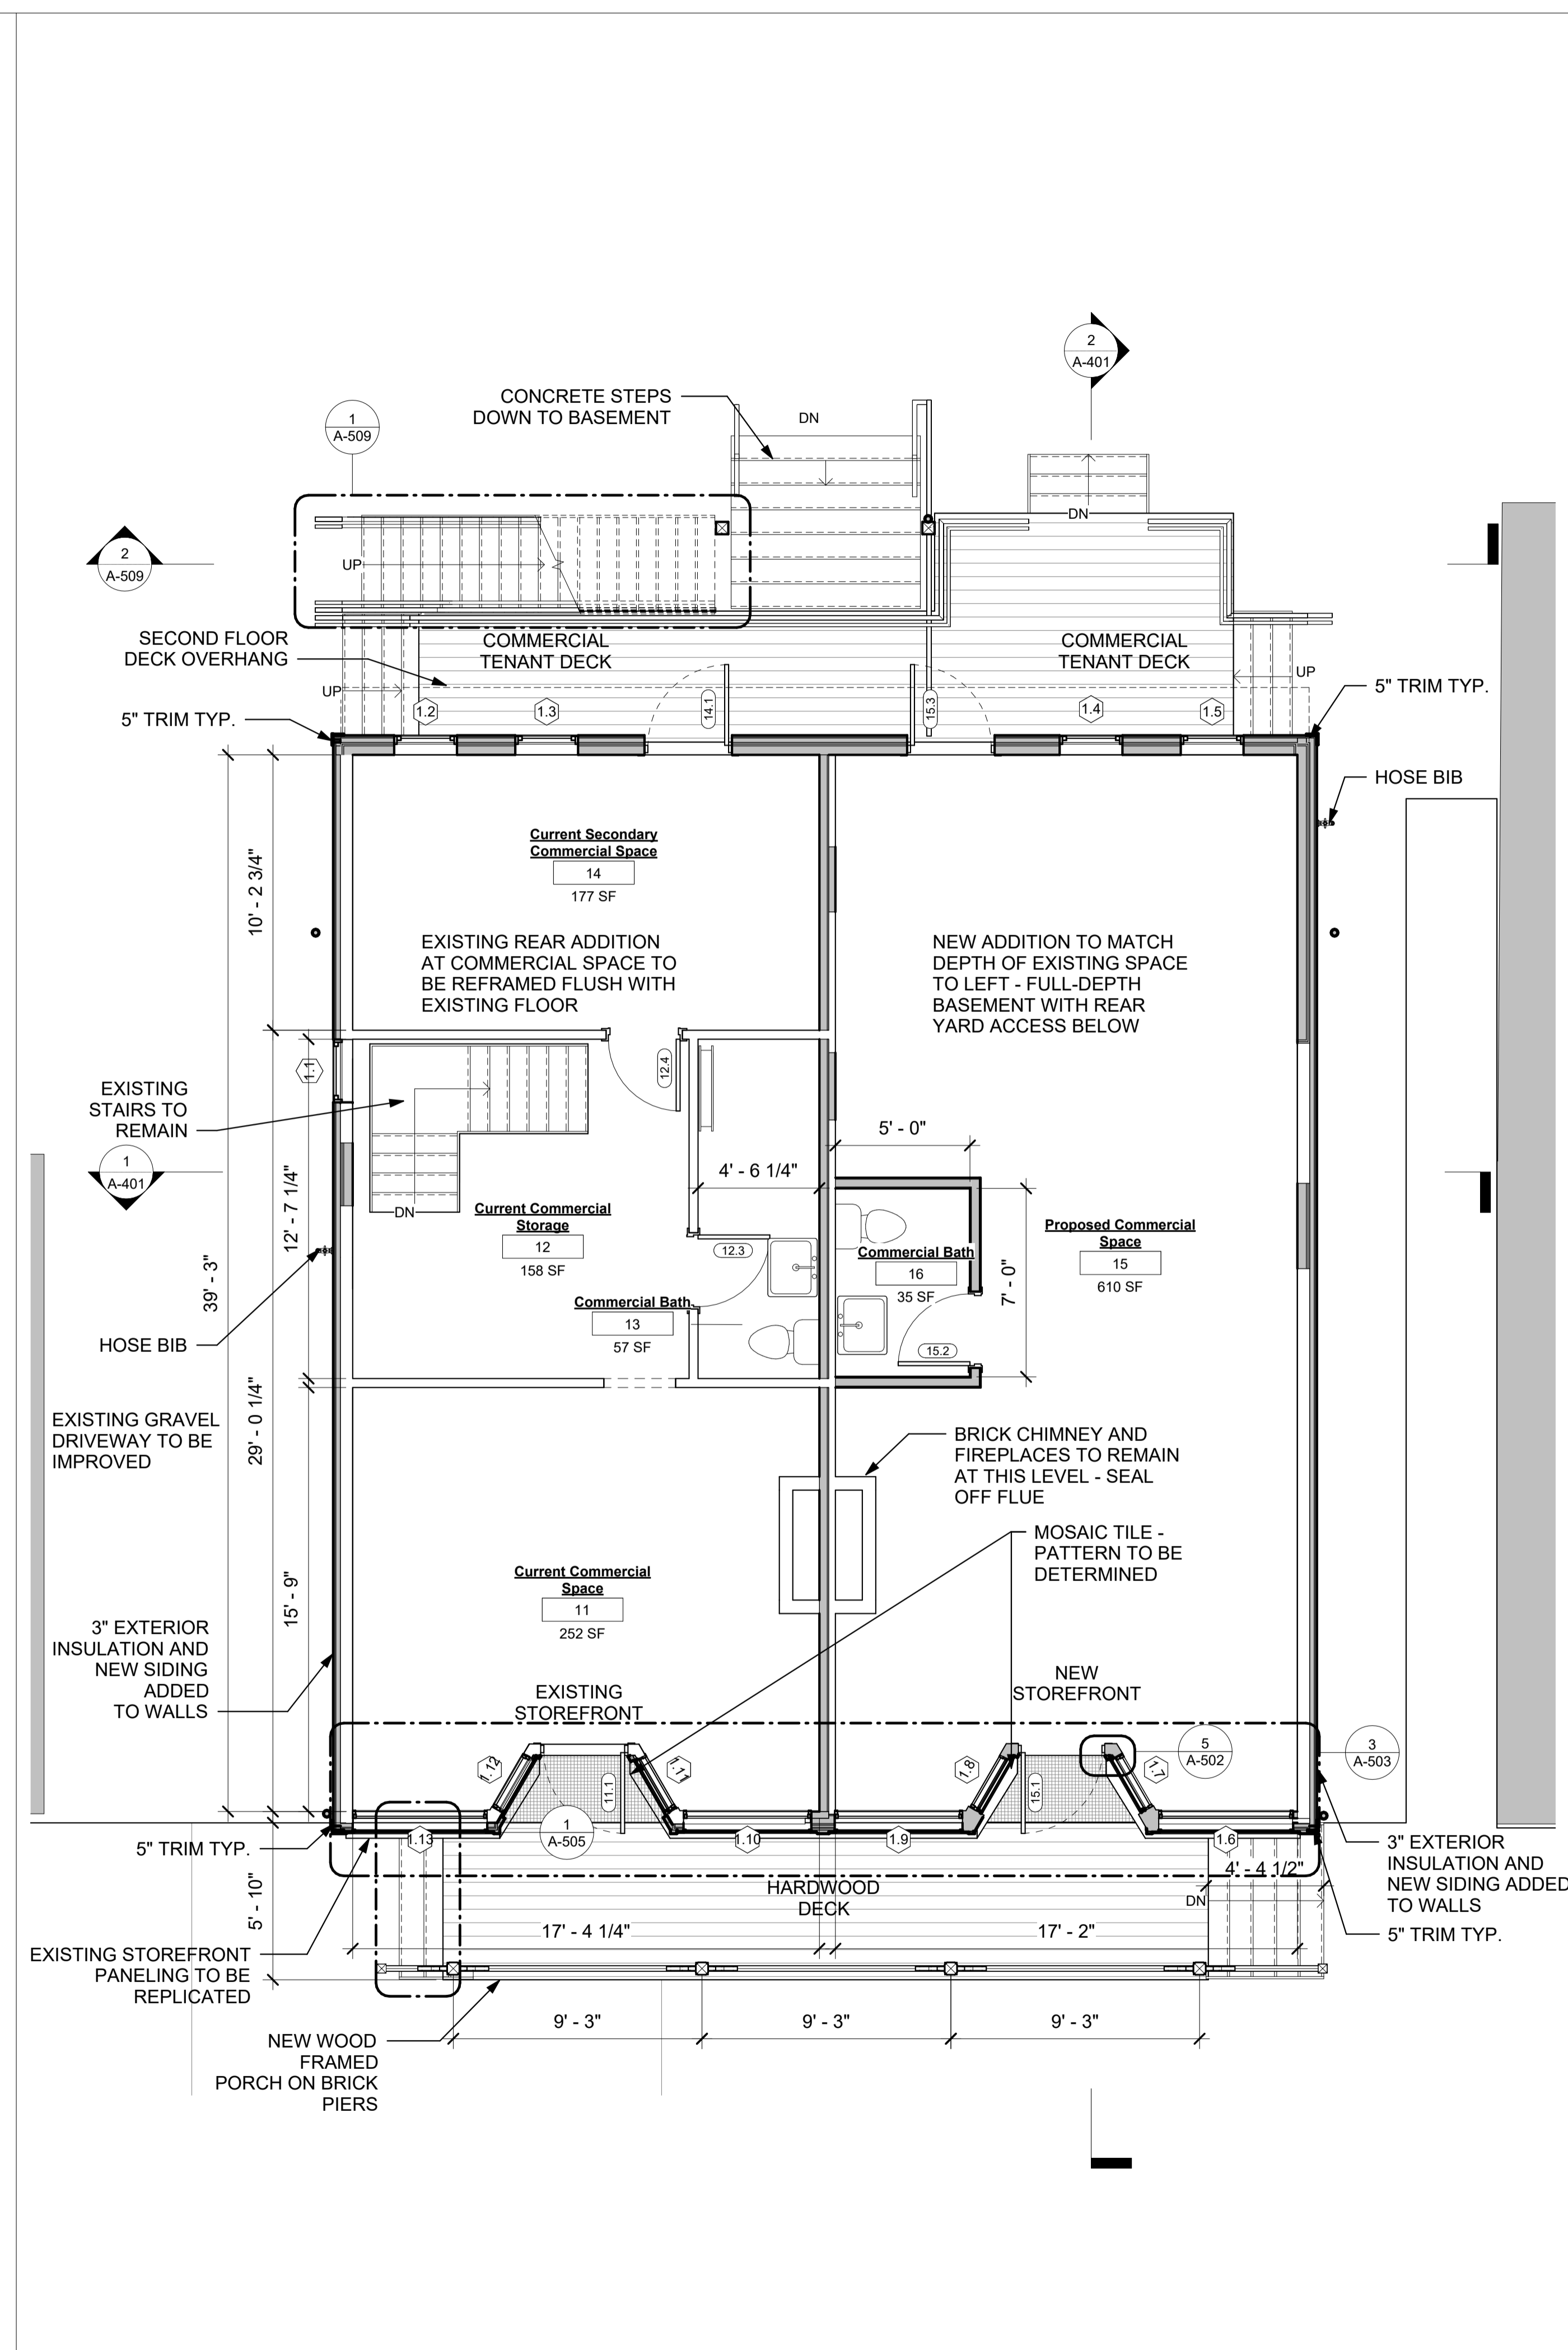 2
A-401
CONCRETE STEPS
DOWN TO BASEMENT
DN
1
A-509
DN
2
A-509
UP
SECOND FLOOR
DECK OVERHANG
COMMERCIAL
TENANT DECK
COMMERCIAL
TENANT DECK
UP
UP
5" TRIM TYP.
1.2
1.3
14.1
15.3
1.4
1.5
5" TRIM TYP.
HOSE BIB
Current Secondary
Commercial Space
14
177 SF
10' - 2 3/4"
EXISTING REAR ADDITION
AT COMMERCIAL SPACE TO
BE REFRAMED FLUSH WITH
EXISTING FLOOR
NEW ADDITION TO MATCH
DEPTH OF EXISTING SPACE
TO LEFT - FULL-DEPTH
BASEMENT WITH REAR
YARD ACCESS BELOW
1.1
12.4
EXISTING
STAIRS TO
REMAIN
5' - 0"
1
A-401
4' - 6 1/4"
12' - 7 1/4"
DN
Current Commercial
Storage
12
158 SF
12.3
Commercial Bath
16
35 SF
Proposed Commercial
Space
15
610 SF
7' - 0"
39' - 3"
Commercial Bath
13
57 SF
15.2
HOSE BIB
EXISTING GRAVEL
DRIVEWAY TO BE
IMPROVED
29' - 0 1/4"
BRICK CHIMNEY AND
FIREPLACES TO REMAIN
AT THIS LEVEL - SEAL
OFF FLUE
MOSAIC TILE -
PATTERN TO BE
DETERMINED
Current Commercial
Space
11
252 SF
15' - 9"
3" EXTERIOR
INSULATION AND
NEW SIDING
ADDED
TO WALLS
EXISTING
STOREFRONT
NEW
STOREFRONT
5
A-502
3
A-503
1.12
1.11
11.1
1.8
15.1
1.7
1
A-505
5" TRIM TYP.
1.13
1.10
1.9
1.6
3" EXTERIOR
INSULATION AND
NEW SIDING ADDED
TO WALLS
4' - 4 1/2"
HARDWOOD
DECK
DN
5' - 10"
17' - 4 1/4"
17' - 2"
5" TRIM TYP.
EXISTING STOREFRONT
PANELING TO BE
REPLICATED
9' - 3"
9' - 3"
9' - 3"
NEW WOOD
FRAMED
PORCH ON BRICK
PIERS